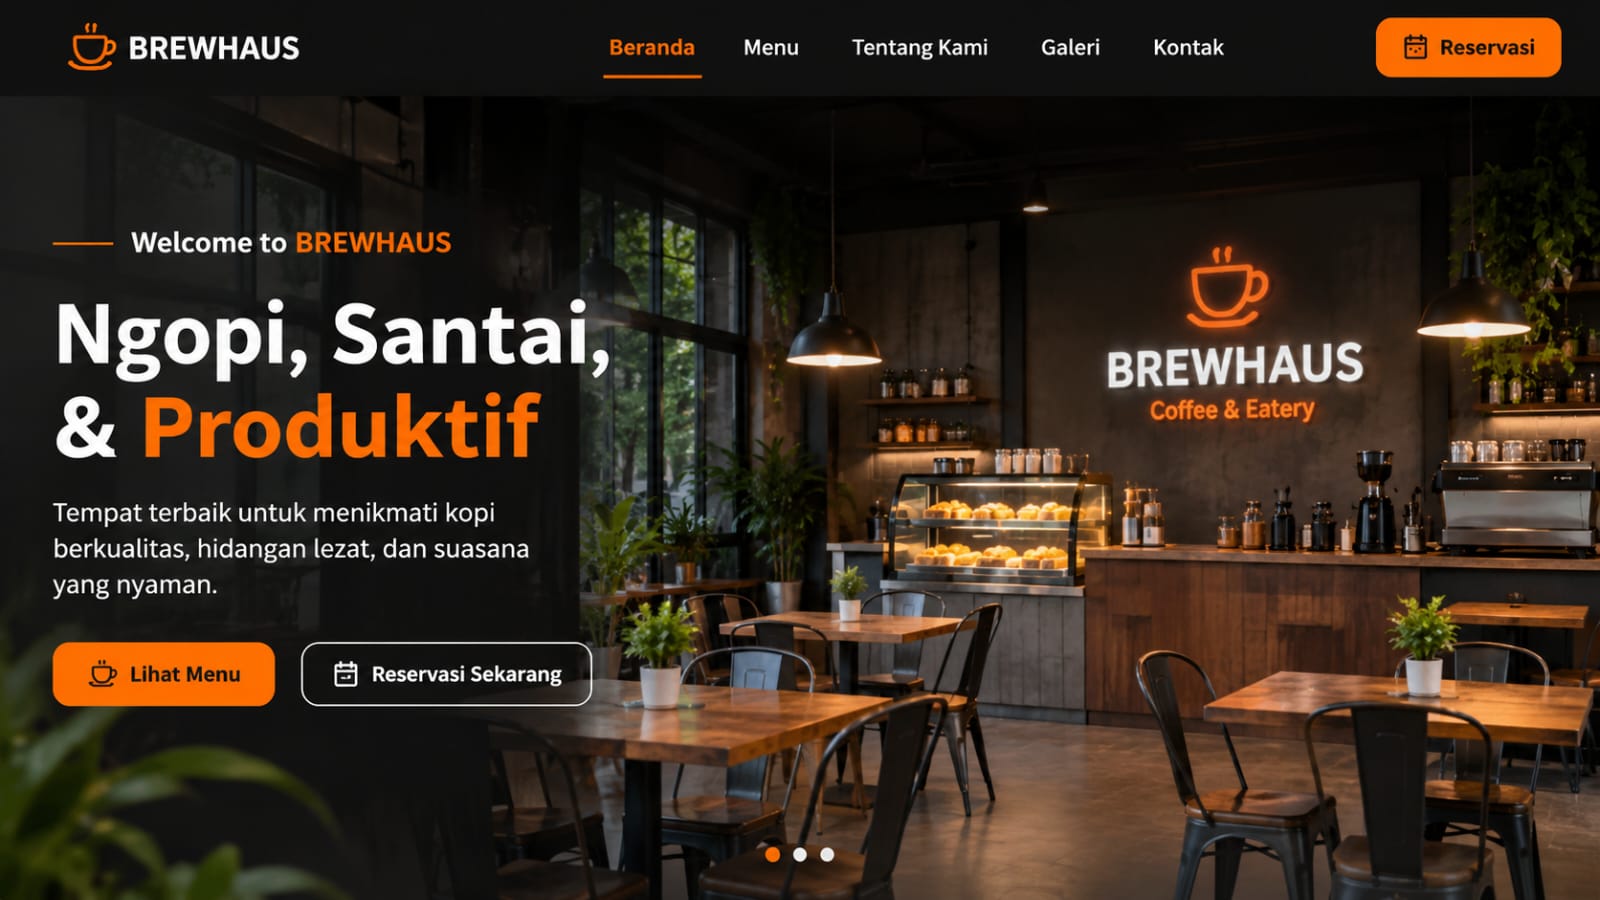 BREWHAUS
Beranda
Menu
Tentang Kami
Galeri
Kontak
Reservasi
Welcome to BREWHAUS
Ngopi, Santai,
& Produktif
Tempat terbaik untuk menikmati kopi
berkualitas, hidangan lezat, dan suasana
yang nyaman.
Lihat Menu
Reservasi Sekarang
BREWHAUS
Coffee & Eatery